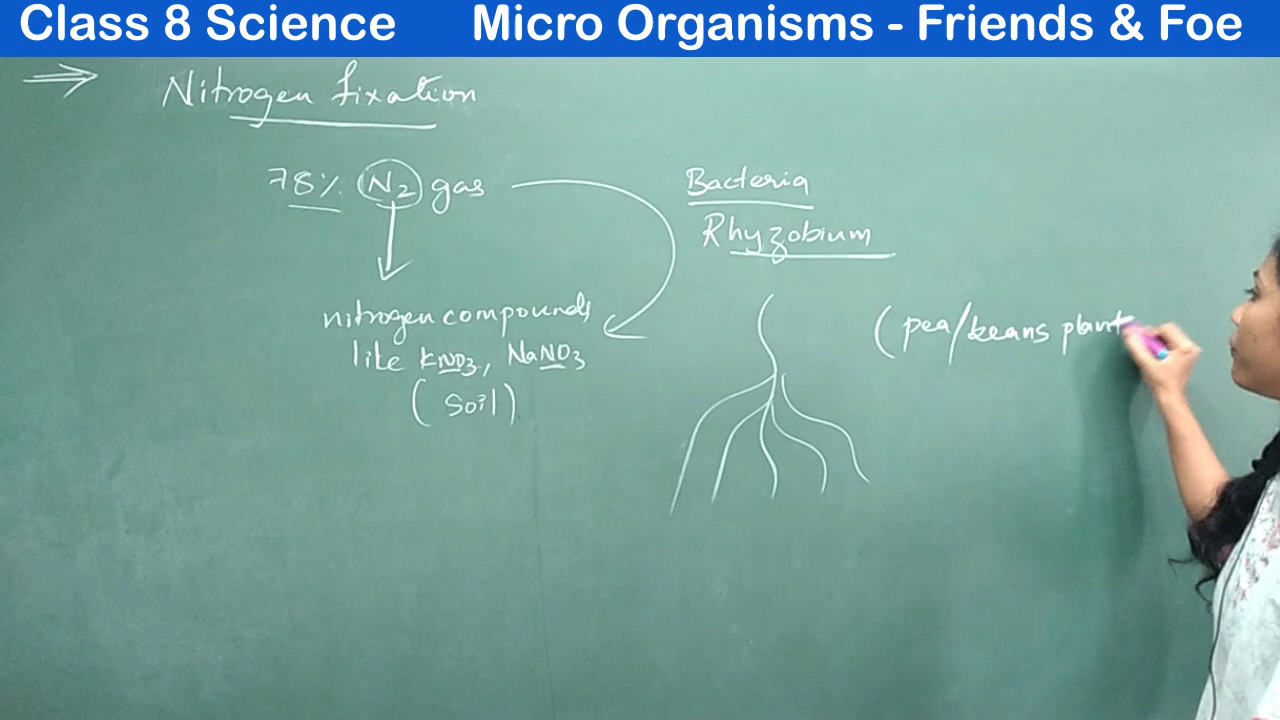 Class 8 Science Micro Organisms - Friends & Foe
⇒ Nitrogen fixation
78% N2 gas
nitrogen compounds
like KNO3, NaNO3
(Soil)
Bacteria
Rhyzobium
(pea/beans plant